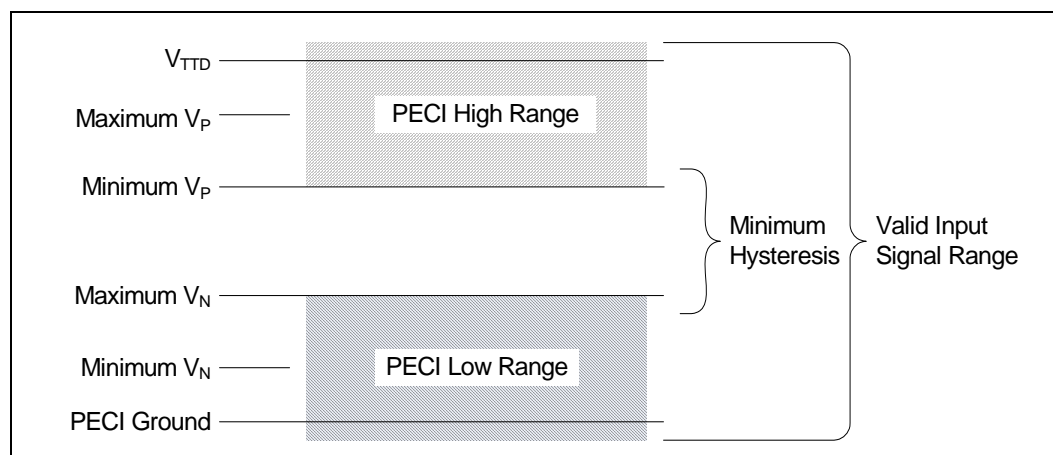 V_TTD
Maximum V_P
PECI High Range
Minimum V_P
Minimum
Hysteresis
Valid Input
Signal Range
Maximum V_N
Minimum V_N
PECI Low Range
PECI Ground